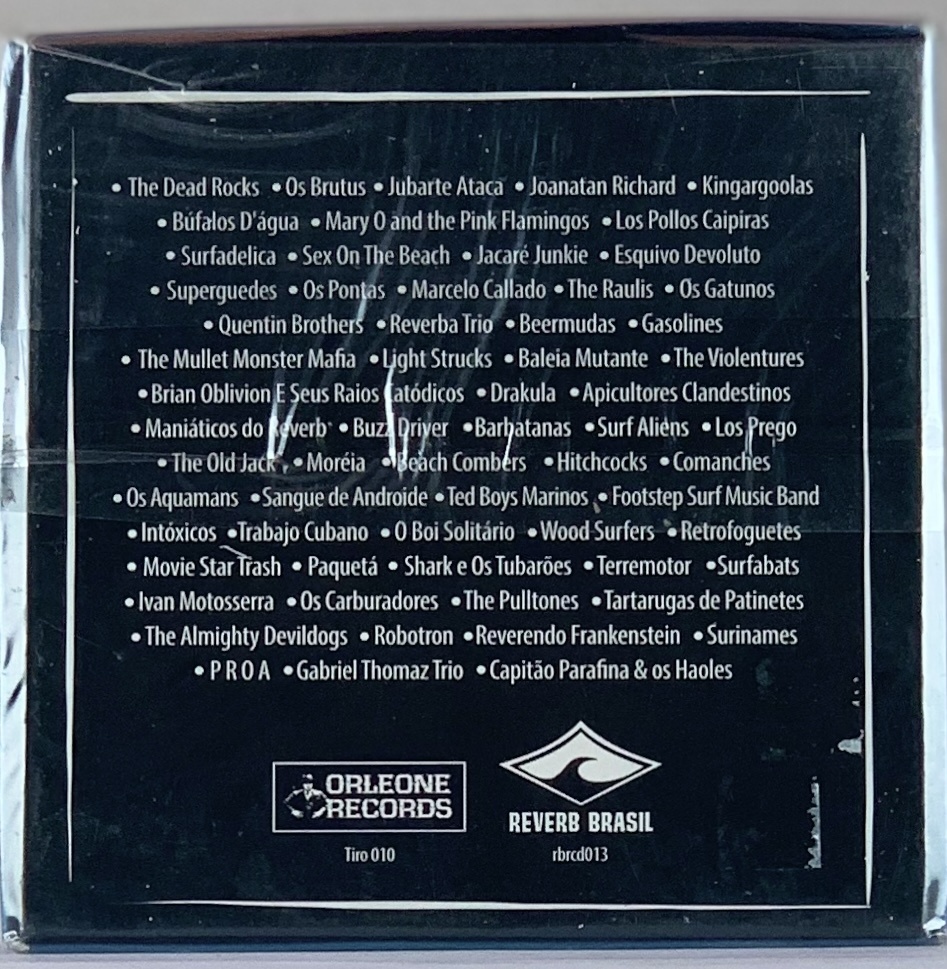 • The Dead Rocks • Os Brutus • Jubarte Ataca • Joanatan Richard • Kingargoolas
• Búfalos D'água • Mary O and the Pink Flamingos • Los Pollos Caipiras
• Surfadelica • Sex On The Beach • Jacaré Junkie • Esquivo Devoluto
• Superguedes • Os Pontas • Marcelo Callado • The Raulis • Os Gatunos
• Quentin Brothers • Reverba Trio • Beermudas • Gasolines
• The Mullet Monster Mafia • Light Strucks • Baleia Mutante • The Violentures
• Brian Oblivion E Seus Raios Catódicos • Drakula • Apicultores Clandestinos
• Maniáticos do Reverb • Buzz Driver • Barbatanas • Surf Aliens • Los Prego
• The Old Jack • Moréia • Beach Combers • Hitchcocks • Comanches
• Os Aquamans • Sangue de Androide • Ted Boys Marinos • Footstep Surf Music Band
• Intóxicos • Trabajo Cubano • O Boi Solitário • Wood Surfers • Retrofoguetes
• Movie Star Trash • Paquetá • Shark e Os Tubarões • Terremotor • Surfabats
• Ivan Motosserra • Os Carburadores • The Pulltones • Tartarugas de Patinetes
• The Almighty Devildogs • Robotron • Reverendo Frankenstein • Surinames
• P R O A • Gabriel Thomaz Trio • Capitão Parafina & os Haoles
ORLEONE
RECORDS
REVERB BRASIL
Tiro 010
rbrcd013